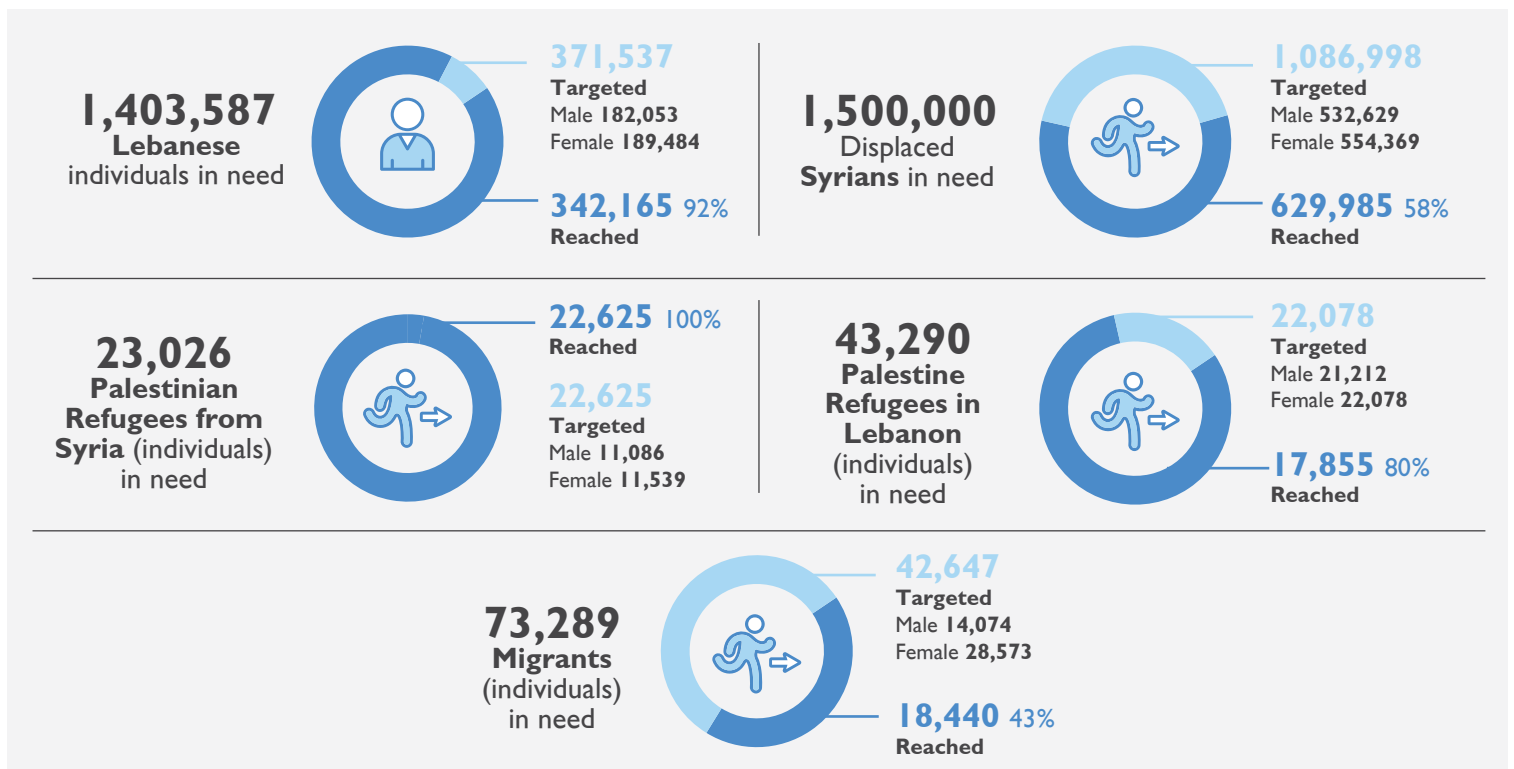 1,403,587
Lebanese
individuals in need
371,537
Targeted
Male 182,053
Female 189,484
342,165 92%
Reached
1,500,000
Displaced
Syrians in need
1,086,998
Targeted
Male 532,629
Female 554,369
629,985 58%
Reached
23,026
Palestinian
Refugees from
Syria (individuals)
in need
22,625 100%
Reached
22,625
Targeted
Male 11,086
Female 11,539
43,290
Palestine
Refugees in
Lebanon
(individuals)
in need
22,078
Targeted
Male 21,212
Female 22,078
17,855 80%
Reached
73,289
Migrants
(individuals)
in need
42,647
Targeted
Male 14,074
Female 28,573
18,440 43%
Reached